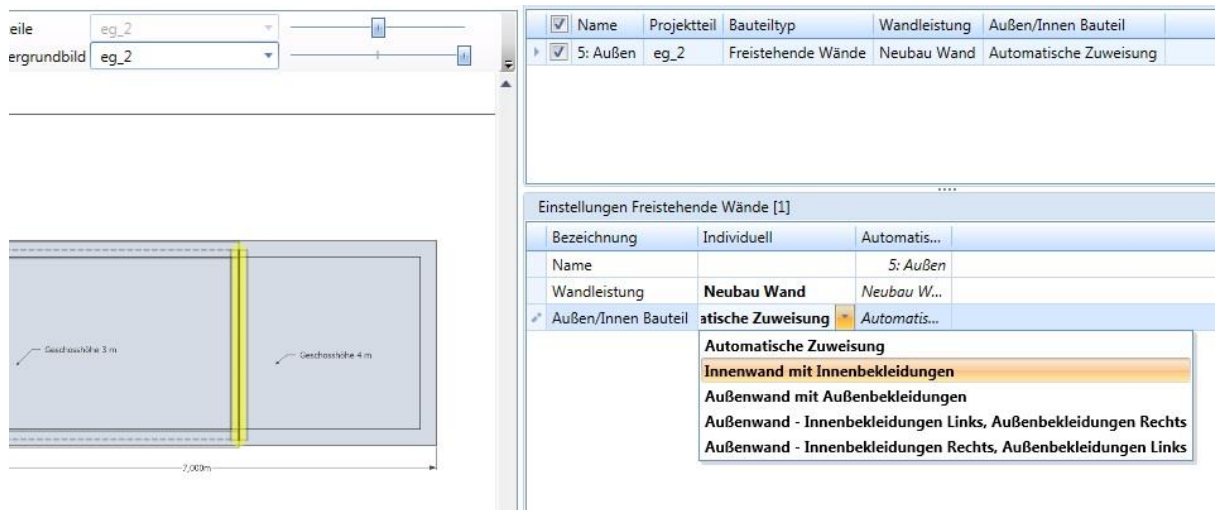 eile eg_2
ergrundbild eg_2
Geschosshöhe 3 m
Geschosshöhe 4 m
7,000m
Name Projektteil Bauteiltyp Wandleistung Außen/Innen Bauteil
5: Außen eg_2 Freistehende Wände Neubau Wand Automatische Zuweisung
Einstellungen Freistehende Wände [1]
Bezeichnung Individuell Automatis...
Name 5: Außen
Wandleistung Neubau Wand Neubau W...
Außen/Innen Bauteil atische Zuweisung Automatis...
Automatische Zuweisung
Innenwand mit Innenbekleidungen
Außenwand mit Außenbekleidungen
Außenwand - Innenbekleidungen Links, Außenbekleidungen Rechts
Außenwand - Innenbekleidungen Rechts, Außenbekleidungen Links